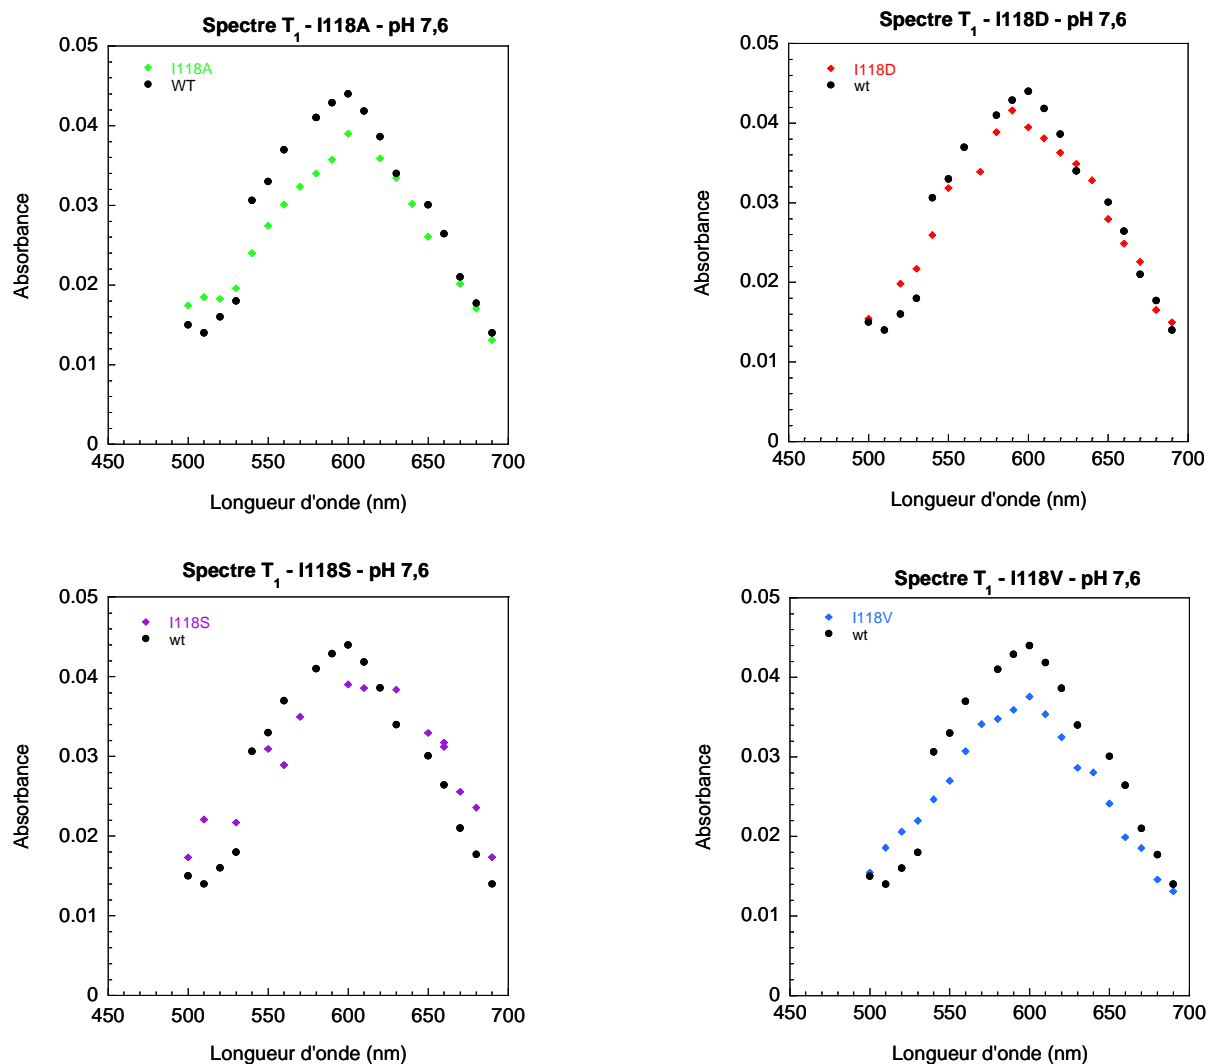 Spectre T1 - I118A - pH 7,6
0.05
I118A
WT
0.04
0.03
Absorbance
0.02
0.01
0
450 500 550 600 650 700
Longueur d'onde (nm)
Spectre T1 - I118D - pH 7,6
0.05
I118D
wt
0.04
0.03
Absorbance
0.02
0.01
0
450 500 550 600 650 700
Longueur d'onde (nm)
Spectre T1 - I118S - pH 7,6
0.05
I118S
wt
0.04
0.03
Absorbance
0.02
0.01
0
450 500 550 600 650 700
Longueur d'onde (nm)
Spectre T1 - I118V - pH 7,6
0.05
I118V
wt
0.04
0.03
Absorbance
0.02
0.01
0
450 500 550 600 650 700
Longueur d'onde (nm)